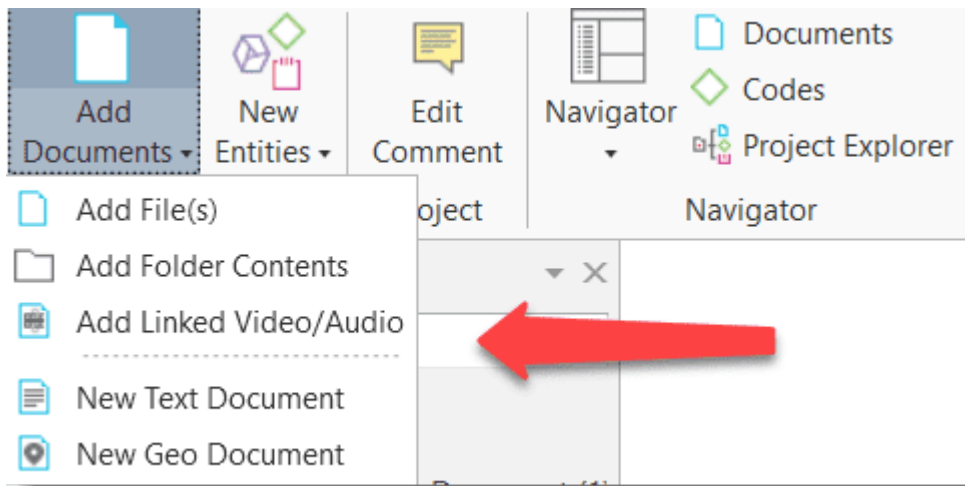 Add
Documents
New
Entities
Edit
Comment
Navigator
Documents
Codes
Project Explorer
oject
Navigator
Add File(s)
Add Folder Contents
Add Linked Video/Audio
New Text Document
New Geo Document